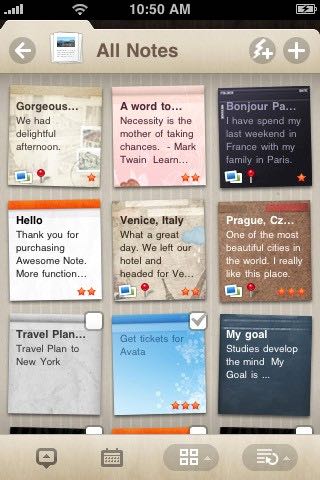 10:50 AM
All Notes
Gorgeous...
We had
delightful
afternoon.
A word to...
Necessity is the
mother of taking
chances. - Mark
Twain Learn...
Bonjour Pa...
I have spend my
last weekend in
France with my
family in Paris.
Hello
Thank you for
purchasing
Awesome Note.
More function...
Venice, Italy
What a great
day. We left our
hotel and
headed for Ve...
Prague, Cz...
One of the most
beautiful cities in
the world. I really
like this place.
Travel Plan...
Travel Plan to
New York
Get tickets for
Avata
My goal
Studies develop
the mind My
Goal is ...